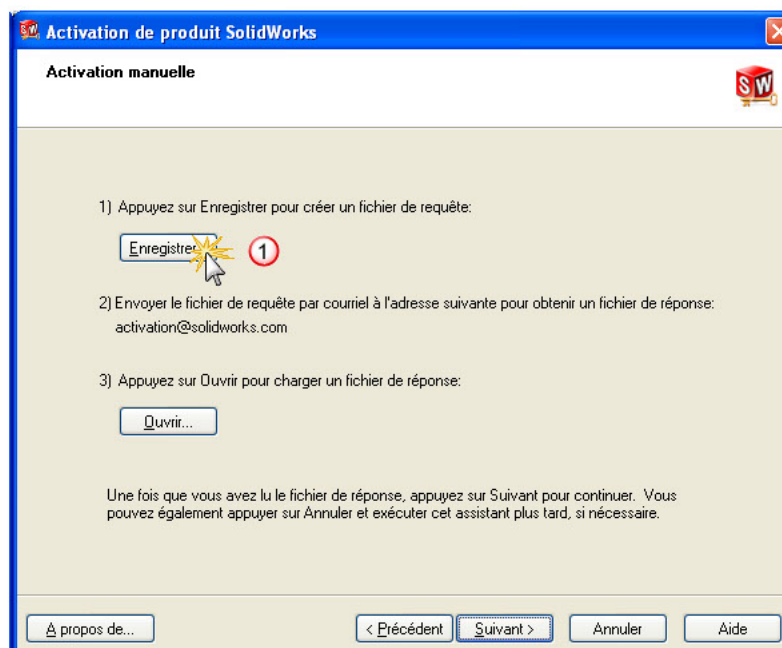 Activation de produit SolidWorks
Activation manuelle
SW
1) Appuyez sur Enregistrer pour créer un fichier de requête:
Enregistrer
1
2) Envoyer le fichier de requête par courriel à l'adresse suivante pour obtenir un fichier de réponse:
activation@solidworks.com
3) Appuyez sur Ouvrir pour charger un fichier de réponse:
Ouvrir...
Une fois que vous avez lu le fichier de réponse, appuyez sur Suivant pour continuer. Vous
pouvez également appuyer sur Annuler et exécuter cet assistant plus tard, si nécessaire.
A propos de... < Précédent Suivant > Annuler Aide